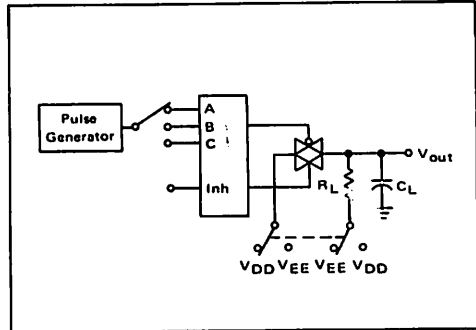 A
Pulse
Generator
B
C
Inh
Vout
RL
CL
VDD VEE VEE VDD